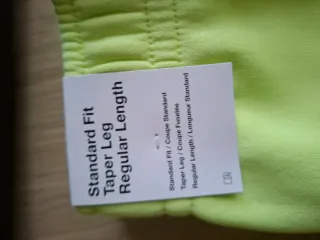 Standard Fit
Taper Leg
Regular Length
Standard Fit / Coupe Standard
Taper Leg / Coupe Fuselée
Regular Length / Longueur Standard